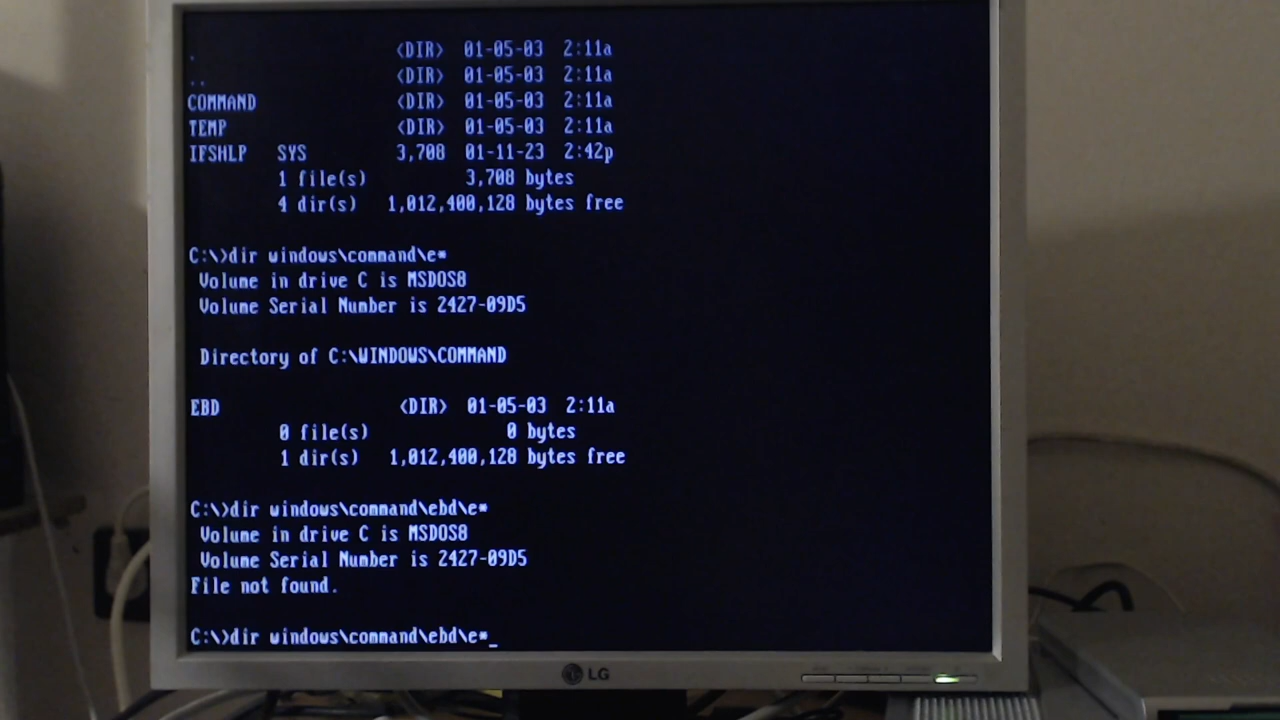 .                    <DIR>  01-05-03  2:11a
..                   <DIR>  01-05-03  2:11a
COMMAND              <DIR>  01-05-03  2:11a
TEMP                 <DIR>  01-05-03  2:11a
IFSHLP   SYS         3,708  01-11-23  2:42p
1 file(s)          3,708 bytes
4 dir(s)   1,012,400,128 bytes free
C:\>dir windows\command\e*
Volume in drive C is MSDOS8
Volume Serial Number is 2427-09D5
Directory of C:\WINDOWS\COMMAND
EBD                  <DIR>  01-05-03  2:11a
0 file(s)              0 bytes
1 dir(s)   1,012,400,128 bytes free
C:\>dir windows\command\ebd\e*
Volume in drive C is MSDOS8
Volume Serial Number is 2427-09D5
File not found.
C:\>dir windows\command\ebd\e*_
LG